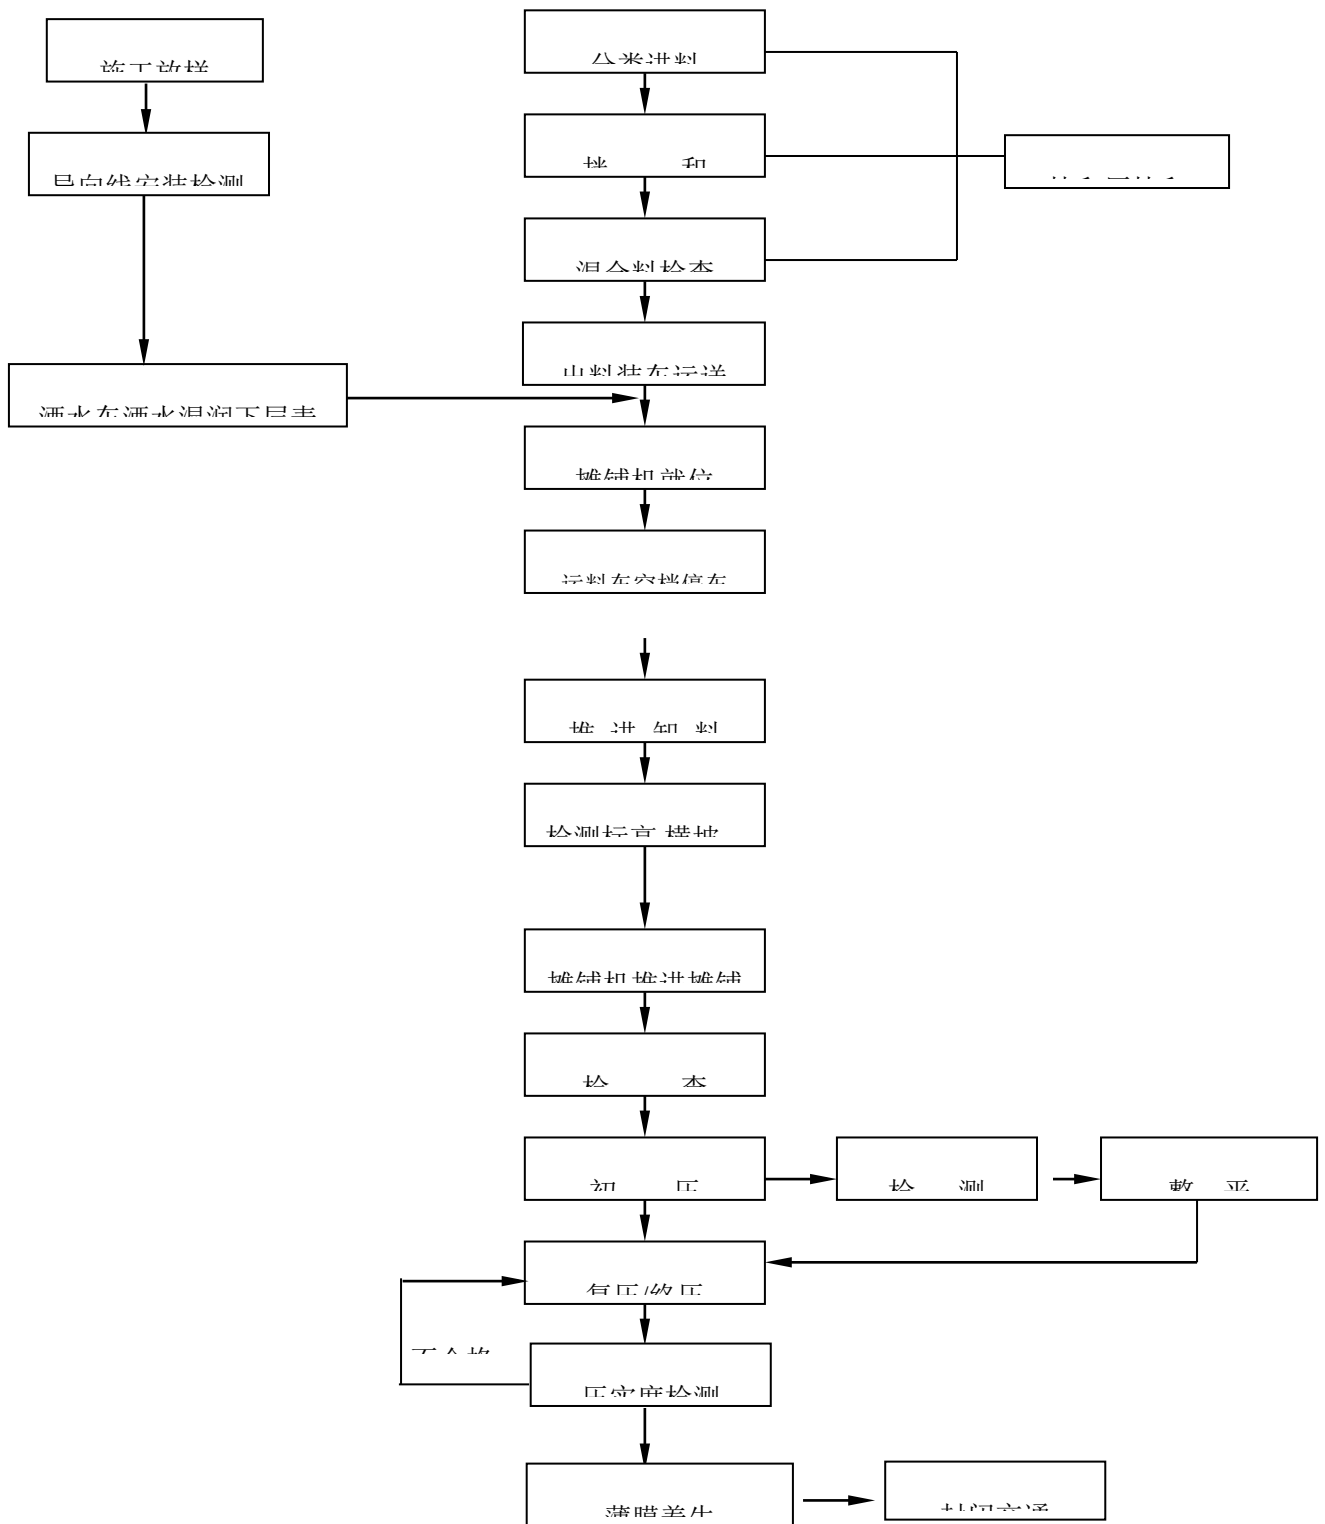 施工放样
分类进料
导向线安装检测
拌 和
混合料检查
出料装车运送
洒水车洒水湿润下层表
摊铺机就位
运料车空档停车
推 进 卸 料
检测标高 横坡
摊铺机推进摊铺
检 查
初 压
检 测
整 平
复压/终压
不合格
压实度检测
薄膜养生
封闭交通